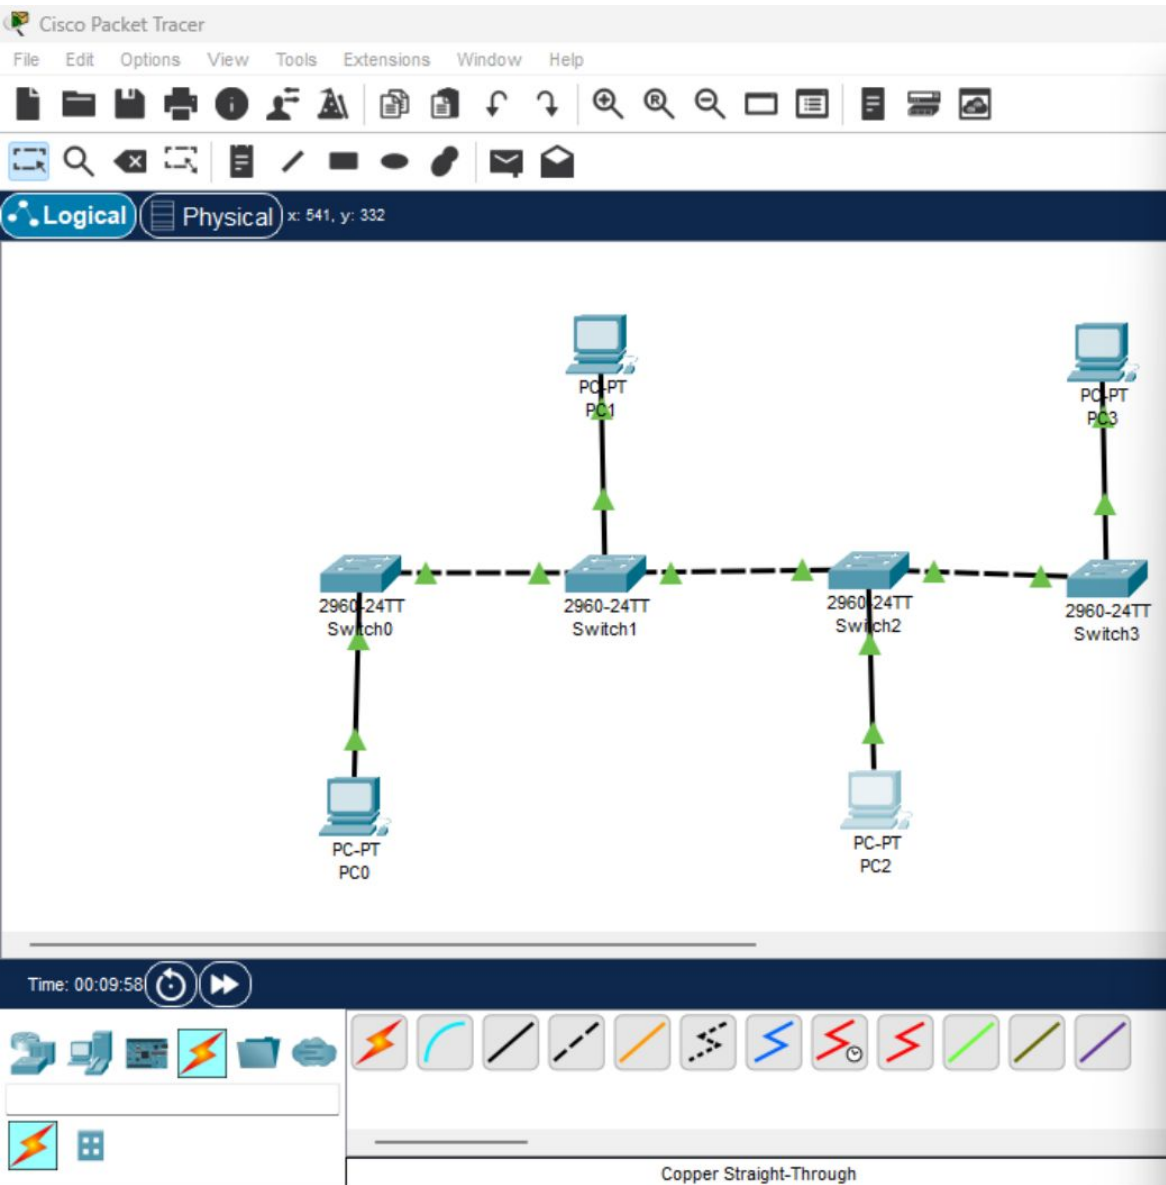 Cisco Packet Tracer
File Edit Options View Tools Extensions Window Help
Logical Physical x: 541, y: 332
PC-PT
PC1
PC-PT
PC3
2960-24TT
Switch0
2960-24TT
Switch1
2960-24TT
Switch2
2960-24TT
Switch3
PC-PT
PC0
PC-PT
PC2
Time: 00:09:58
Copper Straight-Through